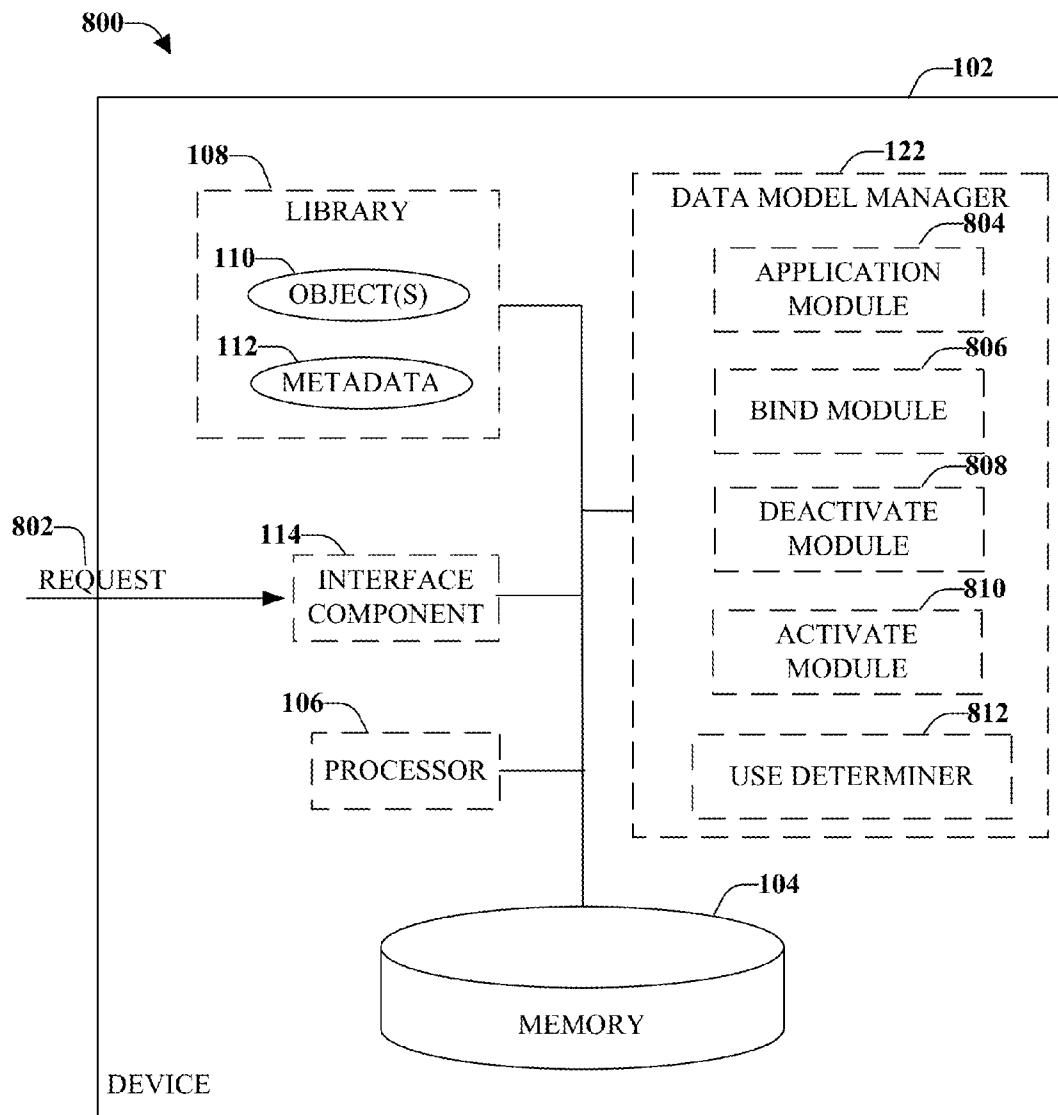 800
102
108
122
LIBRARY
DATA MODEL MANAGER
804
110
OBJECT(S)
APPLICATION
MODULE
112
METADATA
806
BIND MODULE
808
802
114
DEACTIVATE
MODULE
REQUEST
INTERFACE
COMPONENT
810
ACTIVATE
MODULE
106
PROCESSOR
812
USE DETERMINER
104
MEMORY
DEVICE